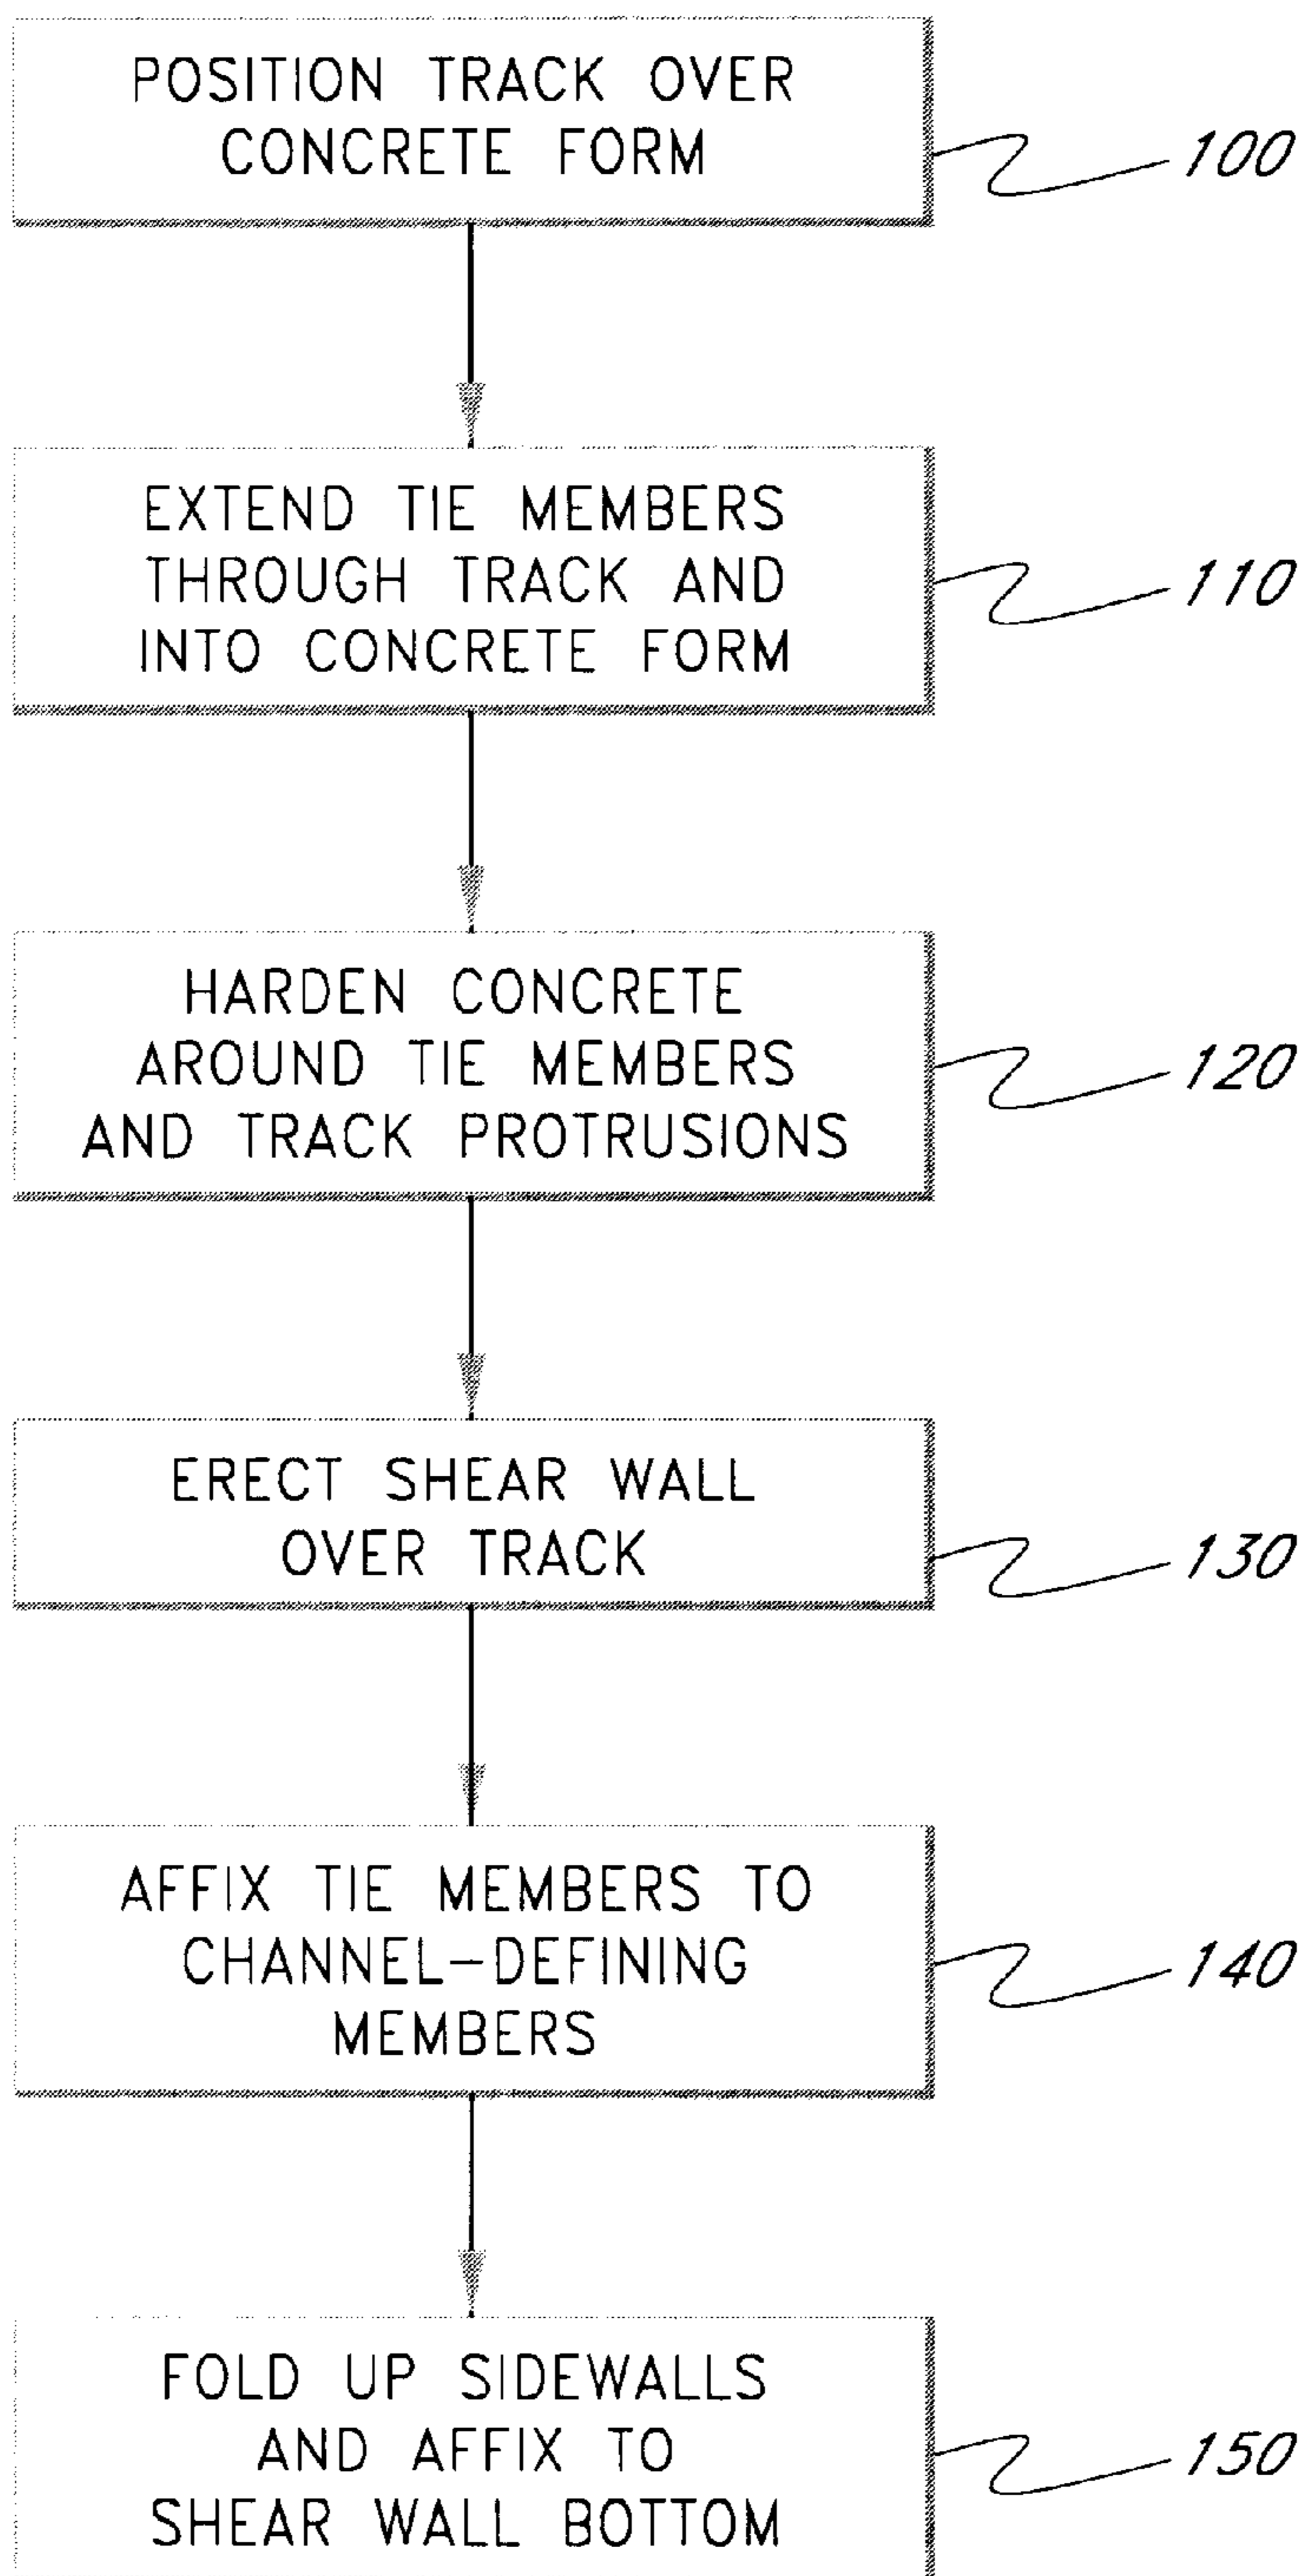 POSITION TRACK OVER
CONCRETE FORM
100
EXTEND TIE MEMBERS
THROUGH TRACK AND
INTO CONCRETE FORM
110
HARDEN CONCRETE
AROUND TIE MEMBERS
AND TRACK PROTRUSIONS
120
ERECT SHEAR WALL
OVER TRACK
130
AFFIX TIE MEMBERS TO
CHANNEL-DEFINING
MEMBERS
140
FOLD UP SIDEWALLS
AND AFFIX TO
SHEAR WALL BOTTOM
150